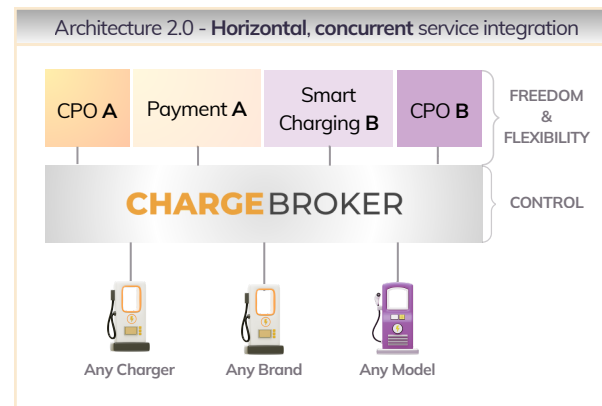 Architecture 2.0 - Horizontal, concurrent service integration
CPO A
Payment A
Smart
Charging B
CPO B
FREEDOM
&
FLEXIBILITY
CHARGEBROKER
CONTROL
Any Charger
Any Brand
Any Model